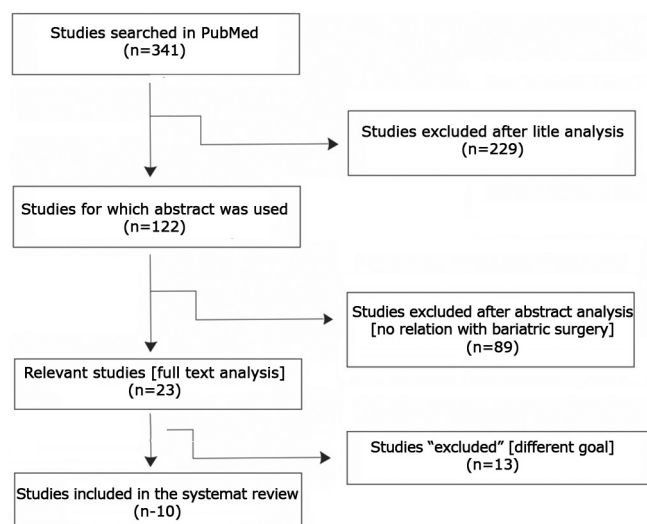 Studies searched in PubMed
(n=341)
Studies excluded after litle analysis
(n=229)
Studies for which abstract was used
(n=122)
Studies excluded after abstract analysis
[no relation with bariatric surgery]
(n=89)
Relevant studies [full text analysis]
(n=23)
Studies “excluded” [different goal]
(n=13)
Studies included in the systemat review
(n-10)